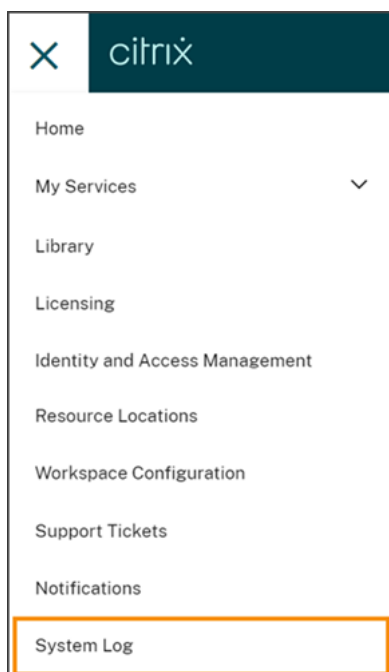 citrix
Home
My Services
Library
Licensing
Identity and Access Management
Resource Locations
Workspace Configuration
Support Tickets
Notifications
System Log